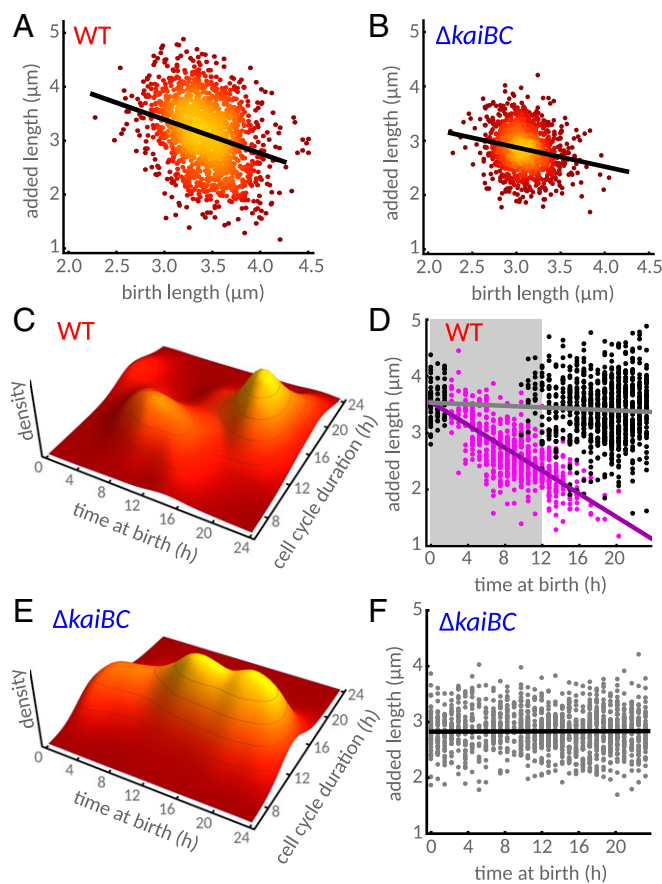 A
WT
added length (μm)
5
4
3
2
1
2.0
2.5
3.0
3.5
4.0
4.5
birth length (μm)
B
ΔkaiBC
added length (μm)
5
4
3
2
1
2.0
2.5
3.0
3.5
4.0
4.5
birth length (μm)
C
WT
density
0
4
8
12
16
20
24
time at birth (h)
8
12
16
20
24
cell cycle duration (h)
D
WT
added length (μm)
5
4
3
2
1
0
4
8
12
16
20
time at birth (h)
E
ΔkaiBC
density
0
4
8
12
16
20
24
time at birth (h)
8
12
16
20
24
cell cycle duration (h)
F
ΔkaiBC
added length (μm)
5
4
3
2
1
0
4
8
12
16
20
time at birth (h)